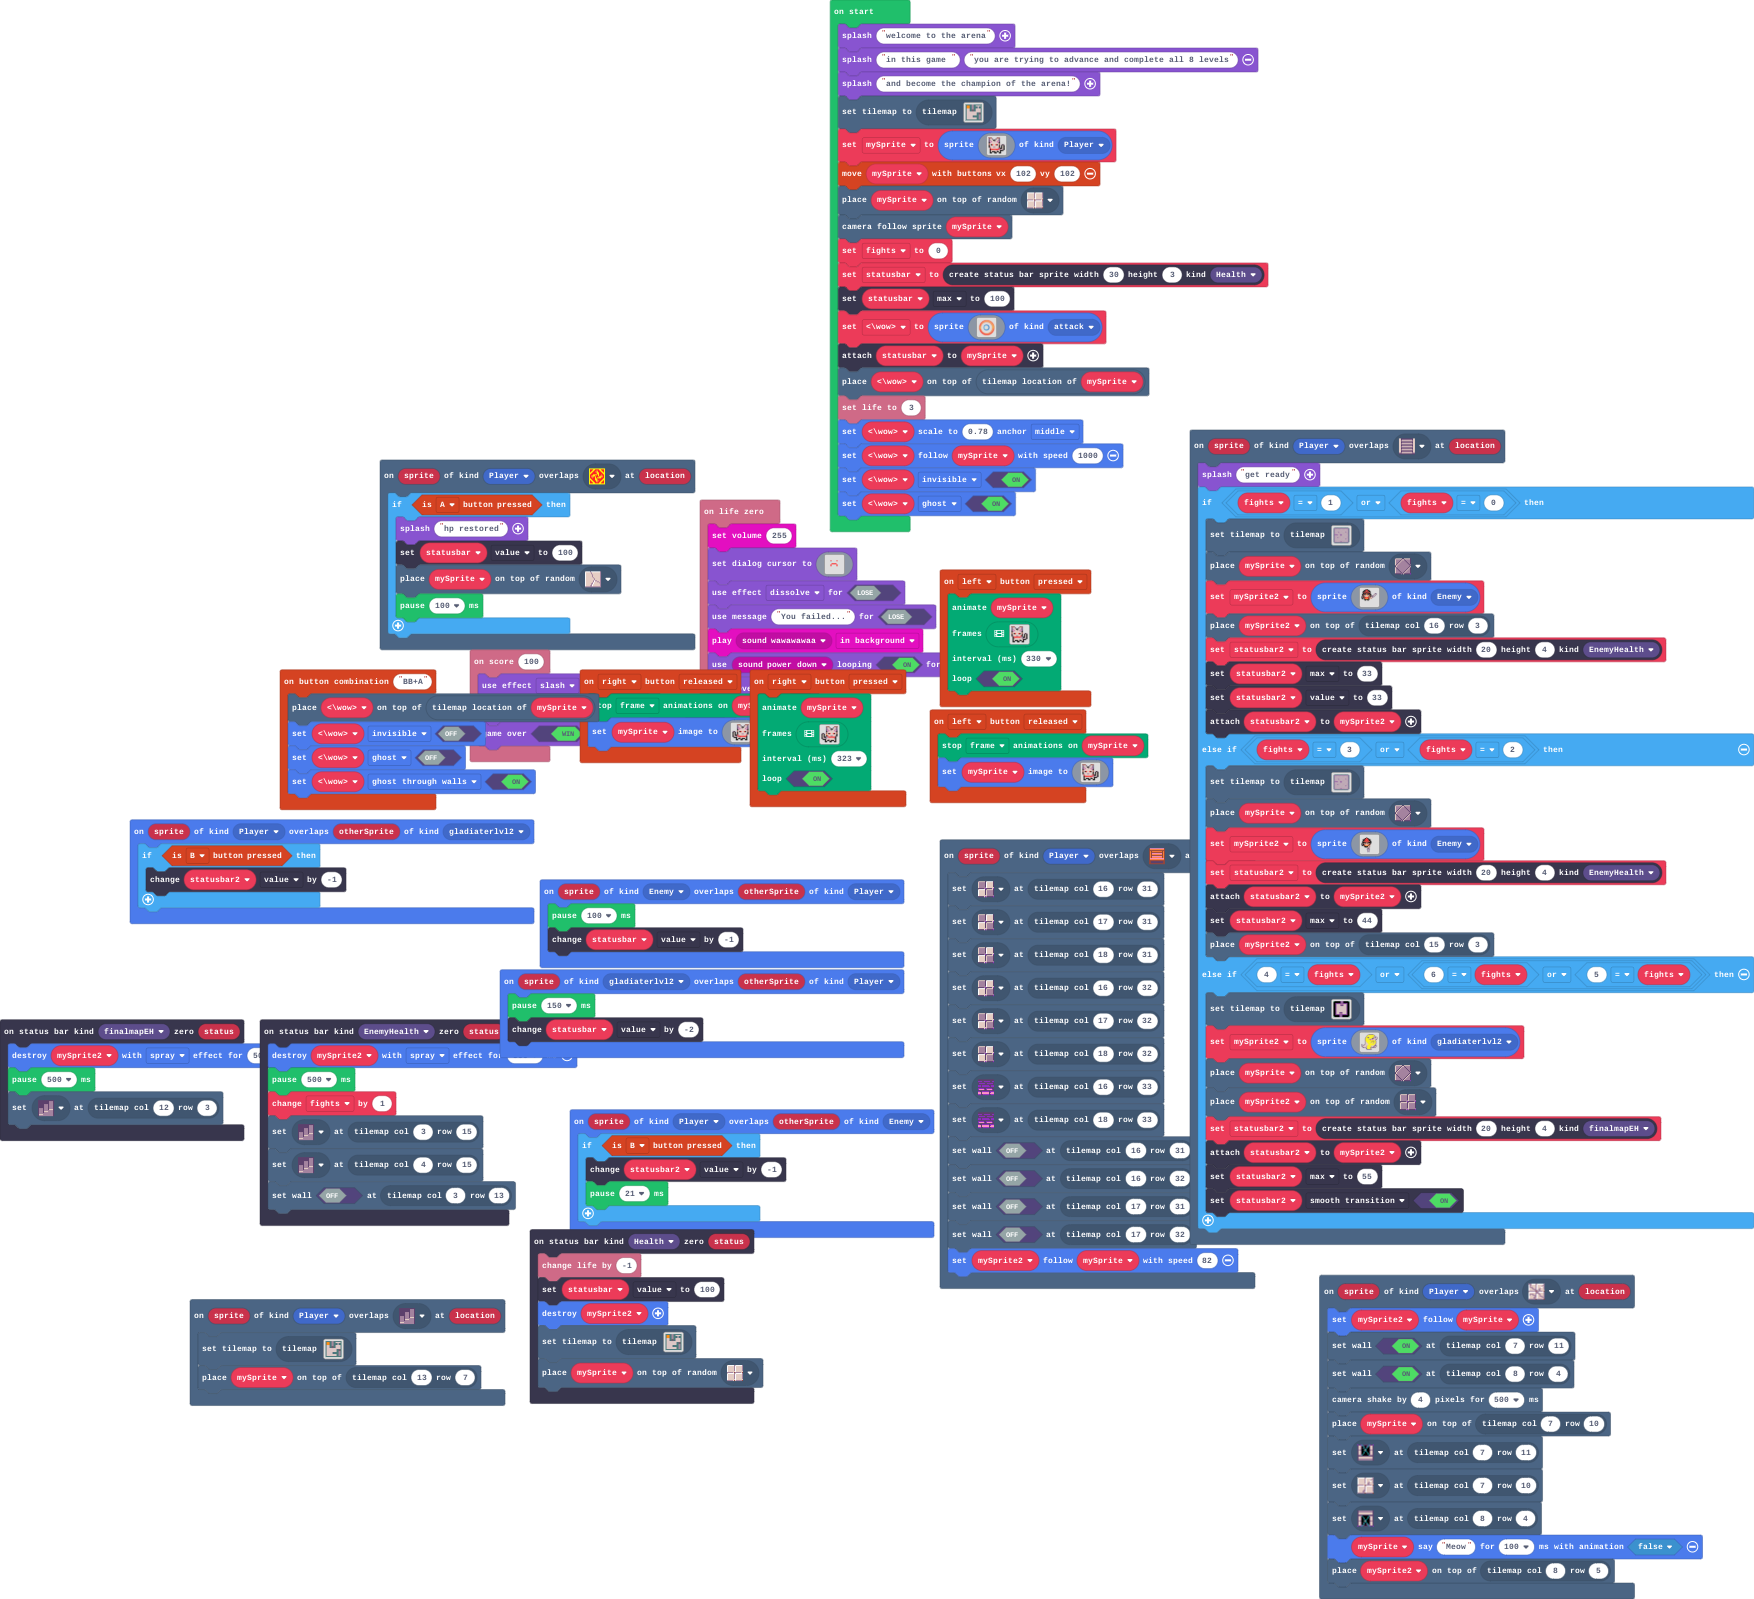 on start
splash "welcome to the arena"
splash "in this game " "you are trying to advance and complete all 8 levels"
splash "and become the champion of the arena!"
set tilemap to tilemap
set mySprite to sprite of kind Player
move mySprite with buttons vx 102 vy 102
place mySprite on top of random
camera follow sprite mySprite
set fights to 0
set statusbar to create status bar sprite width 30 height 3 kind Health
set statusbar max to 100
set <\wow> to sprite of kind attack
attach statusbar to mySprite
place <\wow> on top of tilemap location of mySprite
set life to 3
set <\wow> scale to 0.78 anchor middle
set <\wow> follow mySprite with speed 1000
set <\wow> invisible ON
set <\wow> ghost ON
on sprite of kind Player overlaps at location
if is A button pressed then
splash "hp restored"
set statusbar value to 100
place mySprite on top of random
pause 100 ms
on life zero
set volume 255
set dialog cursor to
use effect dissolve for LOSE
use message "You failed..." for LOSE
play sound wawawawaa in background
use sound power down looping ON for
on left button pressed
animate mySprite
frames
interval (ms) 330
loop ON
on score 100
use effect slash
game over WIN
on button combination "BB+A"
place <\wow> on top of tilemap location of mySprite
set <\wow> invisible OFF
set <\wow> ghost OFF
set <\wow> ghost through walls ON
on right button released
stop frame animations on
set mySprite image to
on right button pressed
animate mySprite
frames
interval (ms) 323
loop ON
on left button released
stop frame animations on mySprite
set mySprite image to
on sprite of kind Player overlaps otherSprite of kind gladiaterlvl2
if is B button pressed then
change statusbar2 value by -1
on sprite of kind Enemy overlaps otherSprite of kind Player
pause 100 ms
change statusbar value by -1
on sprite of kind gladiaterlvl2 overlaps otherSprite of kind Player
pause 150 ms
change statusbar value by -2
on status bar kind finalmapEH zero status
destroy mySprite2 with spray effect for
pause 500 ms
set at tilemap col 12 row 3
on status bar kind EnemyHealth zero status
destroy mySprite2 with spray effect for
pause 500 ms
change fights by 1
set at tilemap col 3 row 15
set at tilemap col 4 row 15
set wall OFF at tilemap col 3 row 13
on sprite of kind Player overlaps otherSprite of kind Enemy
if is B button pressed then
change statusbar2 value by -1
pause 21 ms
on status bar kind Health zero status
change life by -1
set statusbar value to 100
destroy mySprite2
set tilemap to tilemap
place mySprite on top of random
on sprite of kind Player overlaps at location
set tilemap to tilemap
place mySprite on top of tilemap col 13 row 7
on sprite of kind Player overlaps
set at tilemap col 16 row 31
set at tilemap col 17 row 31
set at tilemap col 18 row 31
set at tilemap col 16 row 32
set at tilemap col 17 row 32
set at tilemap col 18 row 32
set at tilemap col 16 row 33
set at tilemap col 18 row 33
set wall OFF at tilemap col 16 row 31
set wall OFF at tilemap col 16 row 32
set wall OFF at tilemap col 17 row 31
set wall OFF at tilemap col 17 row 32
set mySprite2 follow mySprite with speed 82
on sprite of kind Player overlaps at location
splash "get ready"
if fights = 1 or fights = 0 then
set tilemap to tilemap
place mySprite on top of random
set mySprite2 to sprite of kind Enemy
place mySprite2 on top of tilemap col 16 row 3
set statusbar2 to create status bar sprite width 20 height 4 kind EnemyHealth
set statusbar2 max to 33
set statusbar2 value to 33
attach statusbar2 to mySprite2
else if fights = 3 or fights = 2 then
set tilemap to tilemap
place mySprite on top of random
set mySprite2 to sprite of kind Enemy
set statusbar2 to create status bar sprite width 20 height 4 kind EnemyHealth
attach statusbar2 to mySprite2
set statusbar2 max to 44
place mySprite2 on top of tilemap col 15 row 3
else if 4 = fights or 6 = fights or 5 = fights then
set tilemap to tilemap
set mySprite2 to sprite of kind gladiaterlvl2
place mySprite on top of random
place mySprite2 on top of random
set statusbar2 to create status bar sprite width 20 height 4 kind finalmapEH
attach statusbar2 to mySprite2
set statusbar2 max to 55
set statusbar2 smooth transition ON
on sprite of kind Player overlaps at location
set mySprite2 follow mySprite
set wall ON at tilemap col 7 row 11
set wall ON at tilemap col 8 row 4
camera shake by 4 pixels for 500 ms
place mySprite on top of tilemap col 7 row 10
set at tilemap col 7 row 11
set at tilemap col 7 row 10
set at tilemap col 8 row 4
mySprite say "Meow" for 100 ms with animation false
place mySprite2 on top of tilemap col 8 row 5